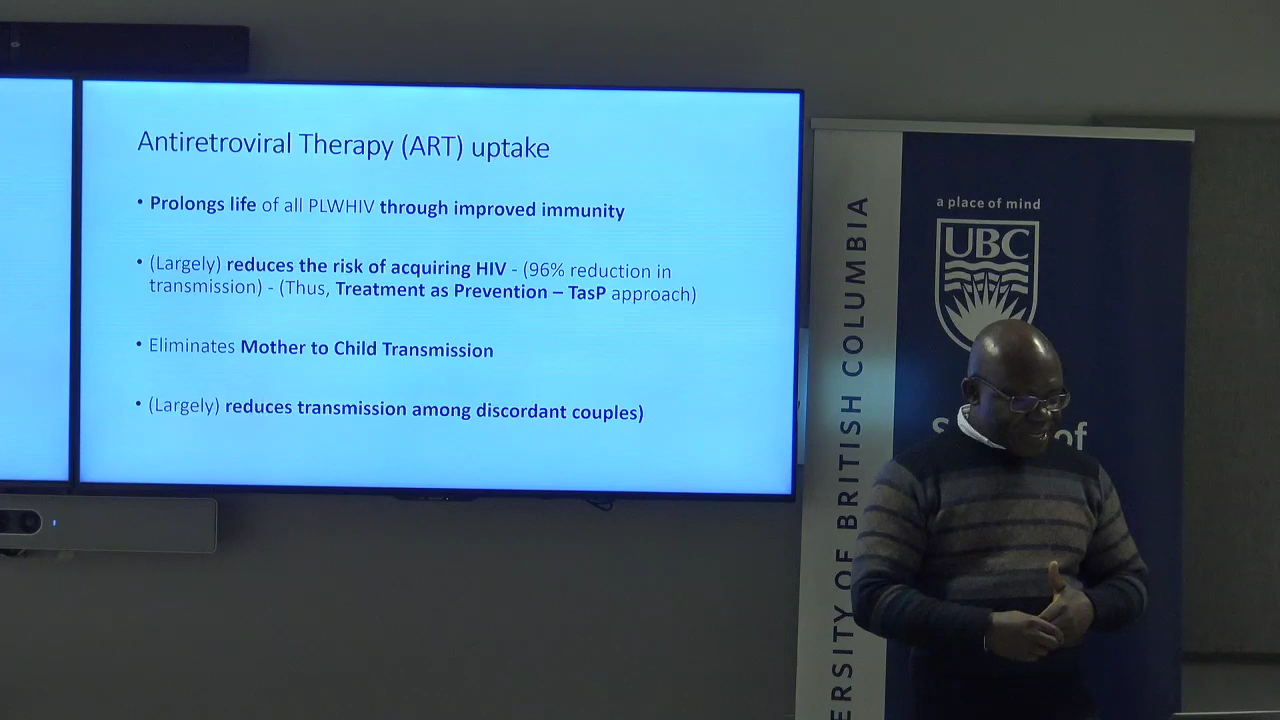 Antiretroviral Therapy (ART) uptake
• Prolongs life of all PLWHIV through improved immunity
• (Largely) reduces the risk of acquiring HIV - (96% reduction in
transmission) - (Thus, Treatment as Prevention – TasP approach)
• Eliminates Mother to Child Transmission
• (Largely) reduces transmission among discordant couples)
a place of mind
UBC
ERSITY OF BRITISH COLUMBIA
of